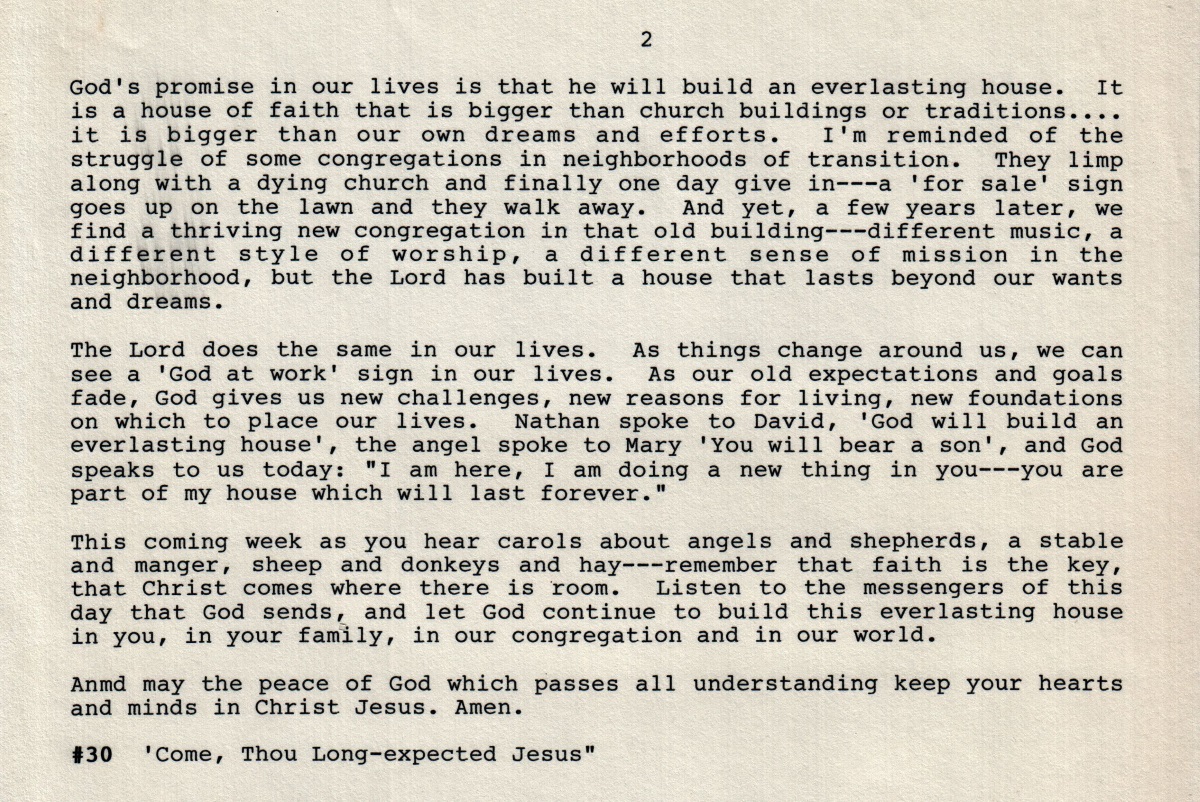 2
God's promise in our lives is that he will build an everlasting house.  It
is a house of faith that is bigger than church buildings or traditions....
it is bigger than our own dreams and efforts.  I'm reminded of the
struggle of some congregations in neighborhoods of transition.  They limp
along with a dying church and finally one day give in---a 'for sale' sign
goes up on the lawn and they walk away.  And yet, a few years later, we
find a thriving new congregation in that old building---different music, a
different style of worship, a different sense of mission in the
neighborhood, but the Lord has built a house that lasts beyond our wants
and dreams.
The Lord does the same in our lives.  As things change around us, we can
see a 'God at work' sign in our lives.  As our old expectations and goals
fade, God gives us new challenges, new reasons for living, new foundations
on which to place our lives.  Nathan spoke to David, 'God will build an
everlasting house', the angel spoke to Mary 'You will bear a son', and God
speaks to us today: "I am here, I am doing a new thing in you---you are
part of my house which will last forever."
This coming week as you hear carols about angels and shepherds, a stable
and manger, sheep and donkeys and hay---remember that faith is the key,
that Christ comes where there is room.  Listen to the messengers of this
day that God sends, and let God continue to build this everlasting house
in you, in your family, in our congregation and in our world.
Anmd may the peace of God which passes all understanding keep your hearts
and minds in Christ Jesus. Amen.
#30  'Come, Thou Long-expected Jesus"